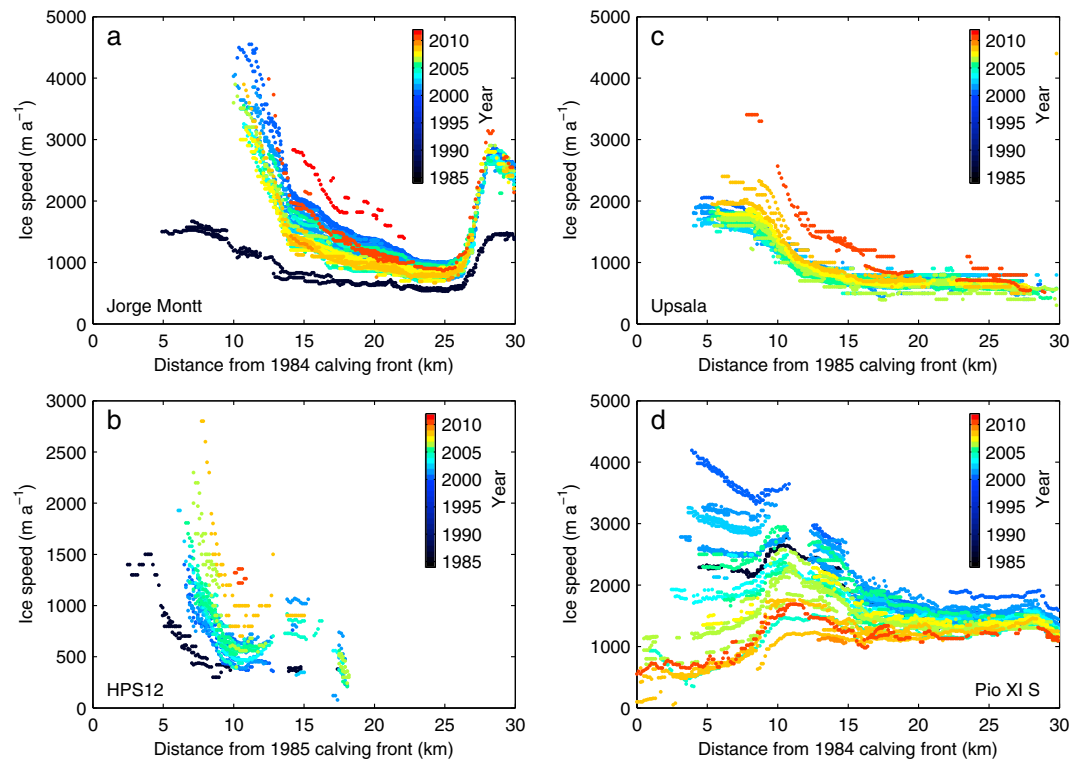 a
5000
4000
3000
2000
1000
0
Ice speed (m a⁻¹)
0 5 10 15 20 25 30
Distance from 1984 calving front (km)
Jorge Montt
2010
2005
2000
1995
1990
1985
Year
c
5000
4000
3000
2000
1000
0
Ice speed (m a⁻¹)
0 5 10 15 20 25 30
Distance from 1985 calving front (km)
Upsala
2010
2005
2000
1995
1990
1985
Year
b
3000
2500
2000
1500
1000
500
0
Ice speed (m a⁻¹)
0 5 10 15 20 25 30
Distance from 1985 calving front (km)
HPS12
2010
2005
2000
1995
1990
1985
Year
d
5000
4000
3000
2000
1000
0
Ice speed (m a⁻¹)
0 5 10 15 20 25 30
Distance from 1984 calving front (km)
Pio XI S
2010
2005
2000
1995
1990
1985
Year